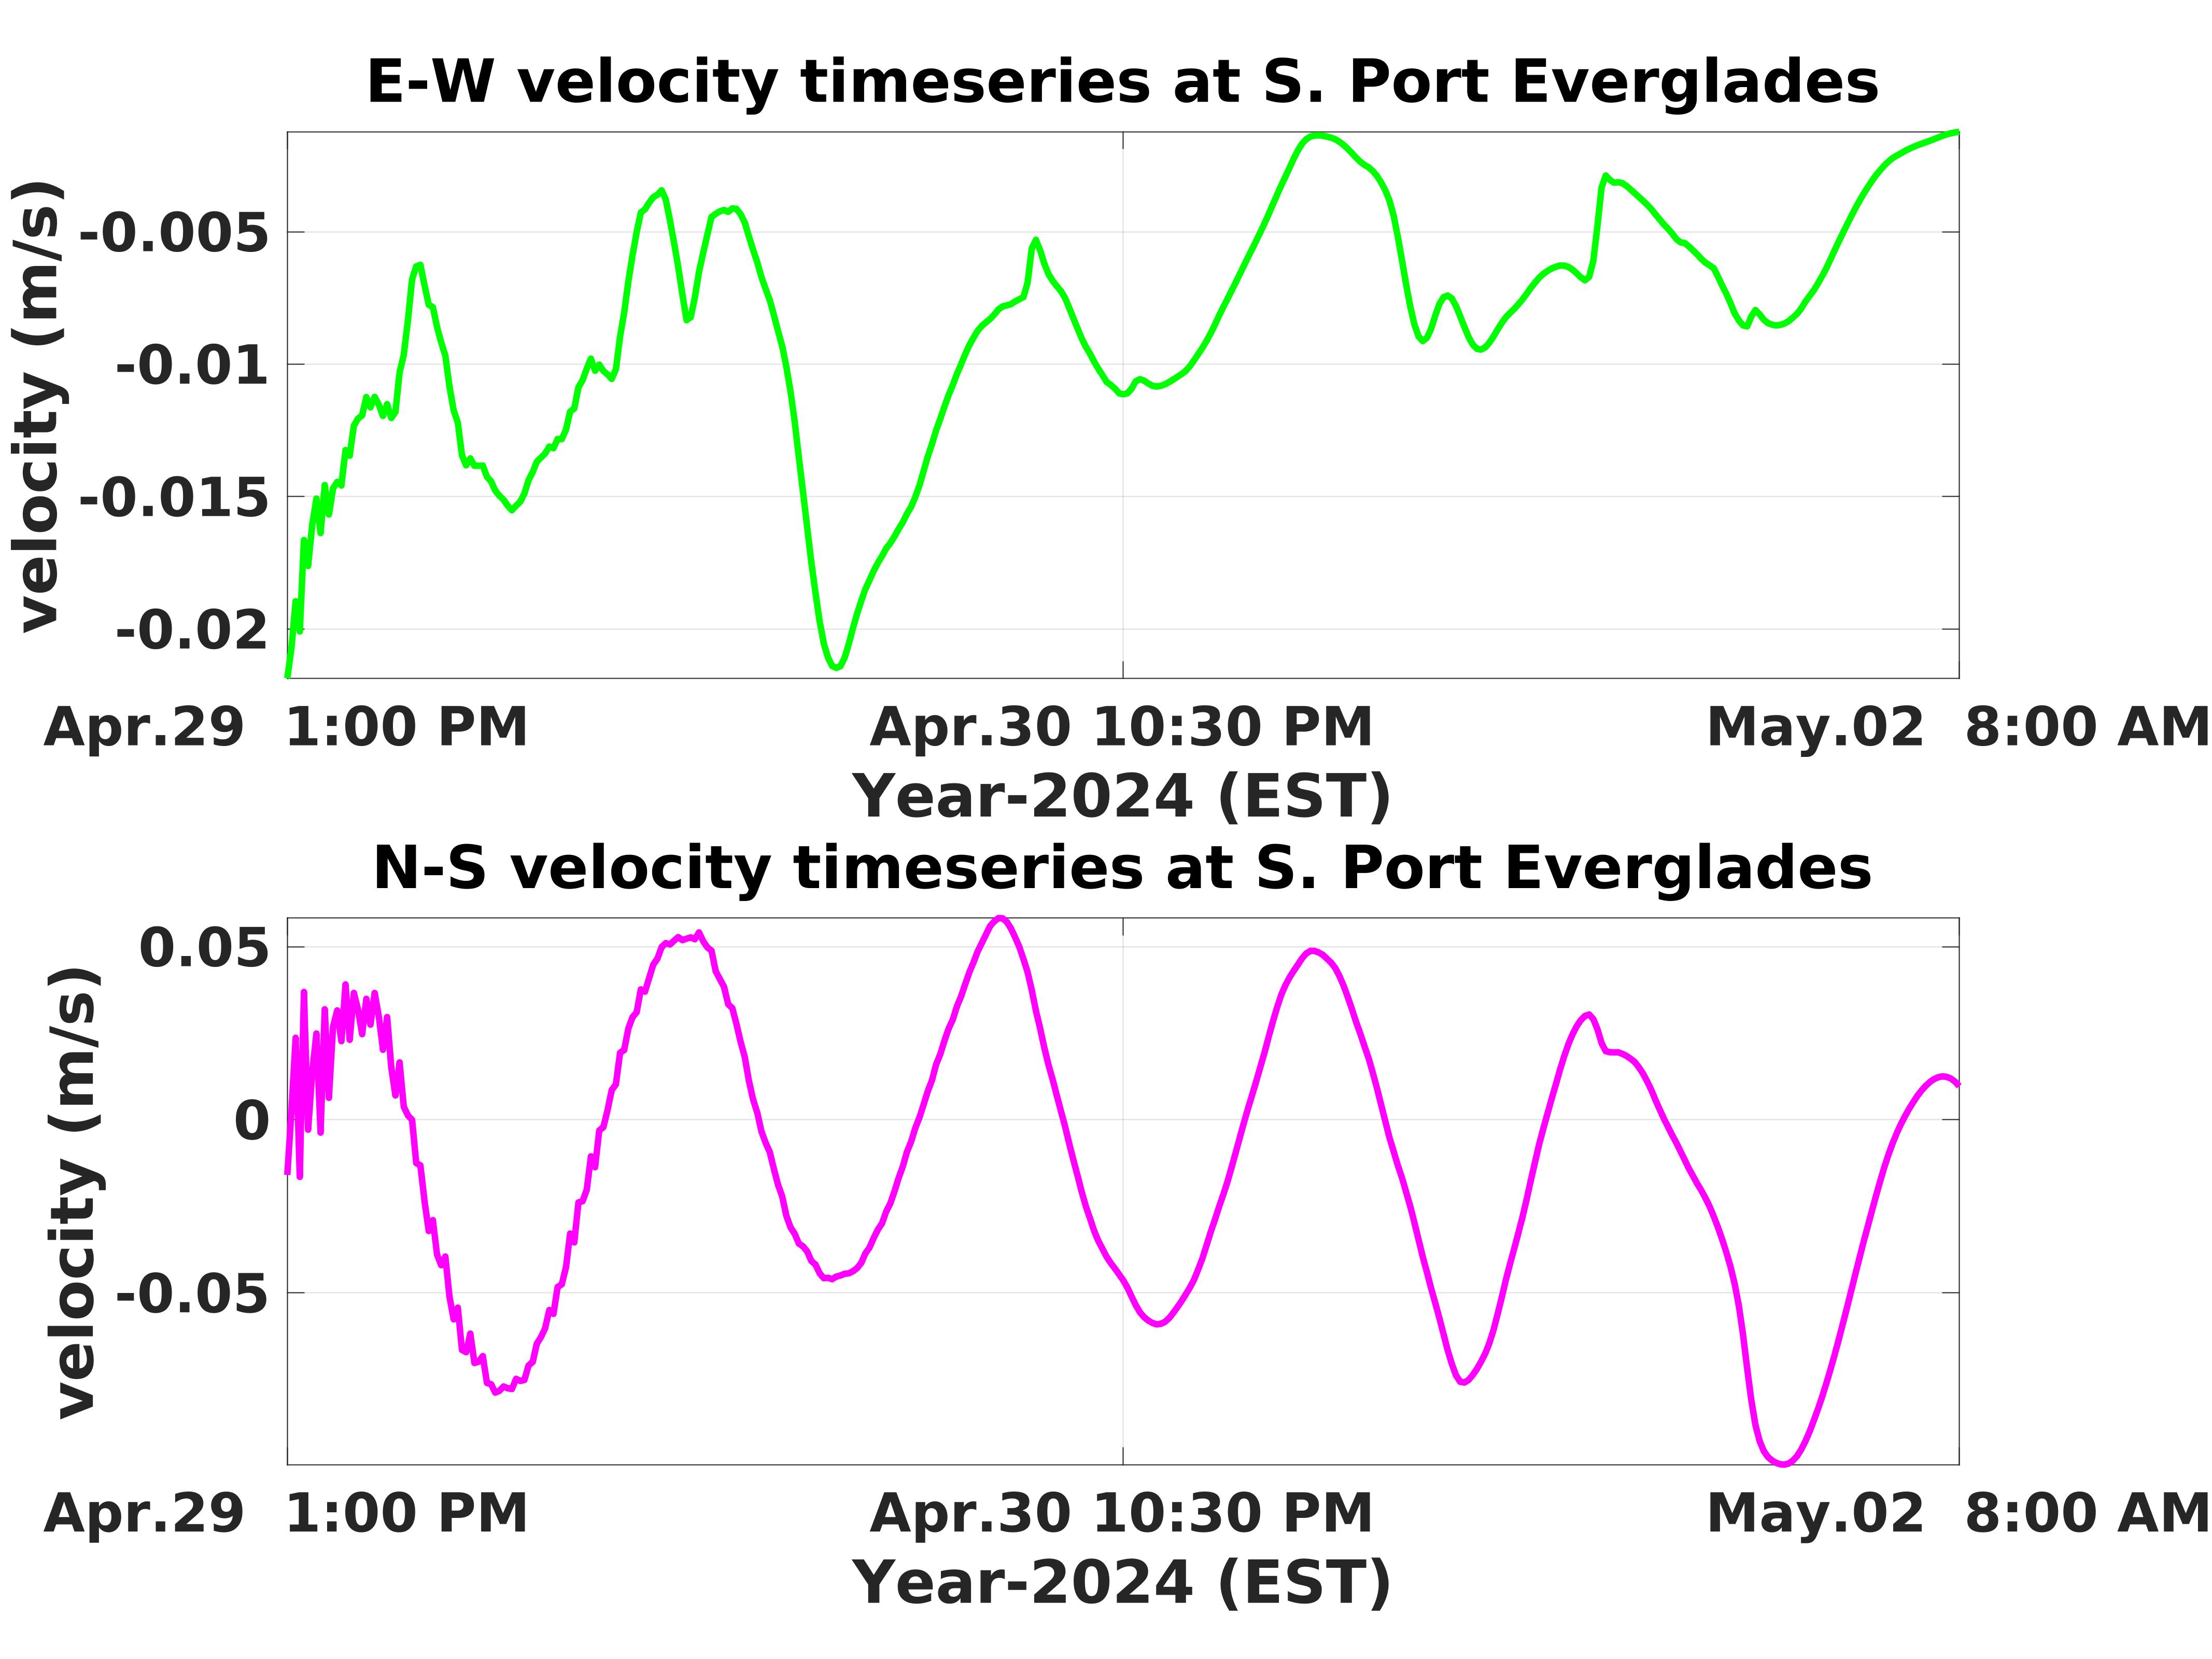 E-W velocity timeseries at S. Port Everglades
velocity (m/s)
-0.005
-0.01
-0.015
-0.02
Apr.29  1:00 PM
Apr.30 10:30 PM
May.02  8:00 AM
Year-2024 (EST)
N-S velocity timeseries at S. Port Everglades
velocity (m/s)
0.05
0
-0.05
Apr.29  1:00 PM
Apr.30 10:30 PM
May.02  8:00 AM
Year-2024 (EST)